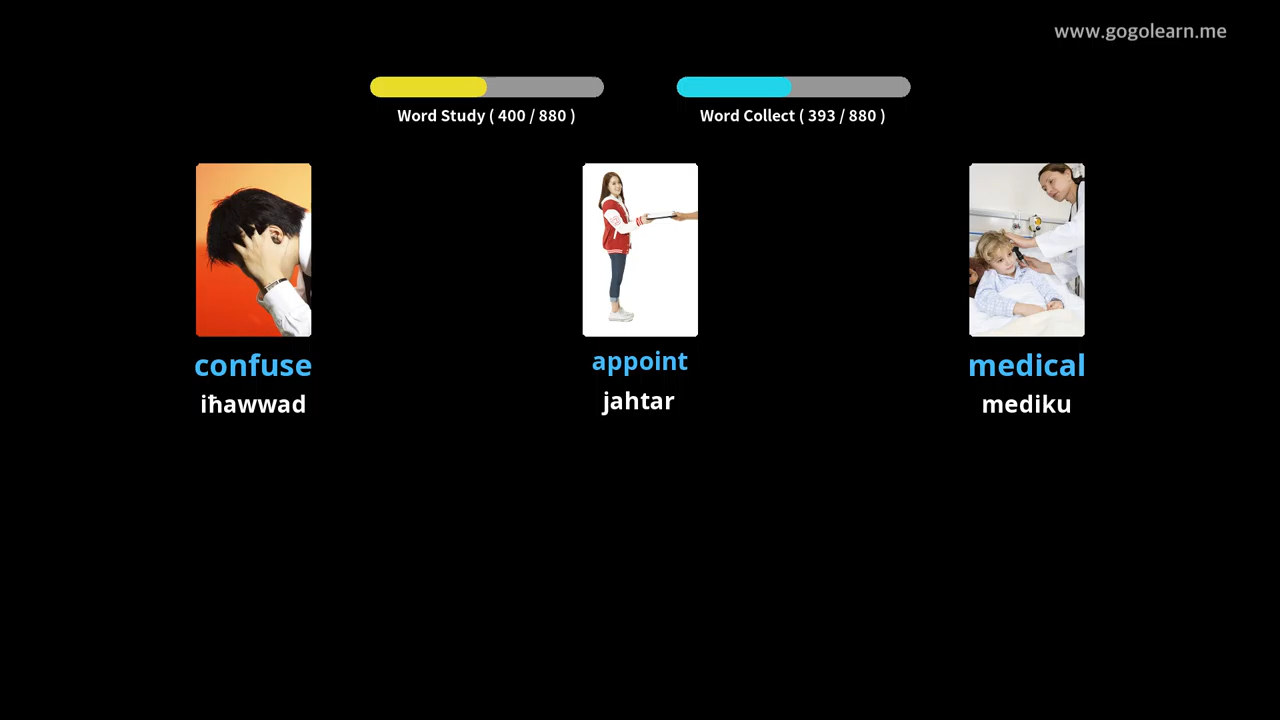 www.gogolearn.me
Word Study ( 400 / 880 )
Word Collect ( 393 / 880 )
confuse
iħawwad
appoint
jahtar
medical
mediku